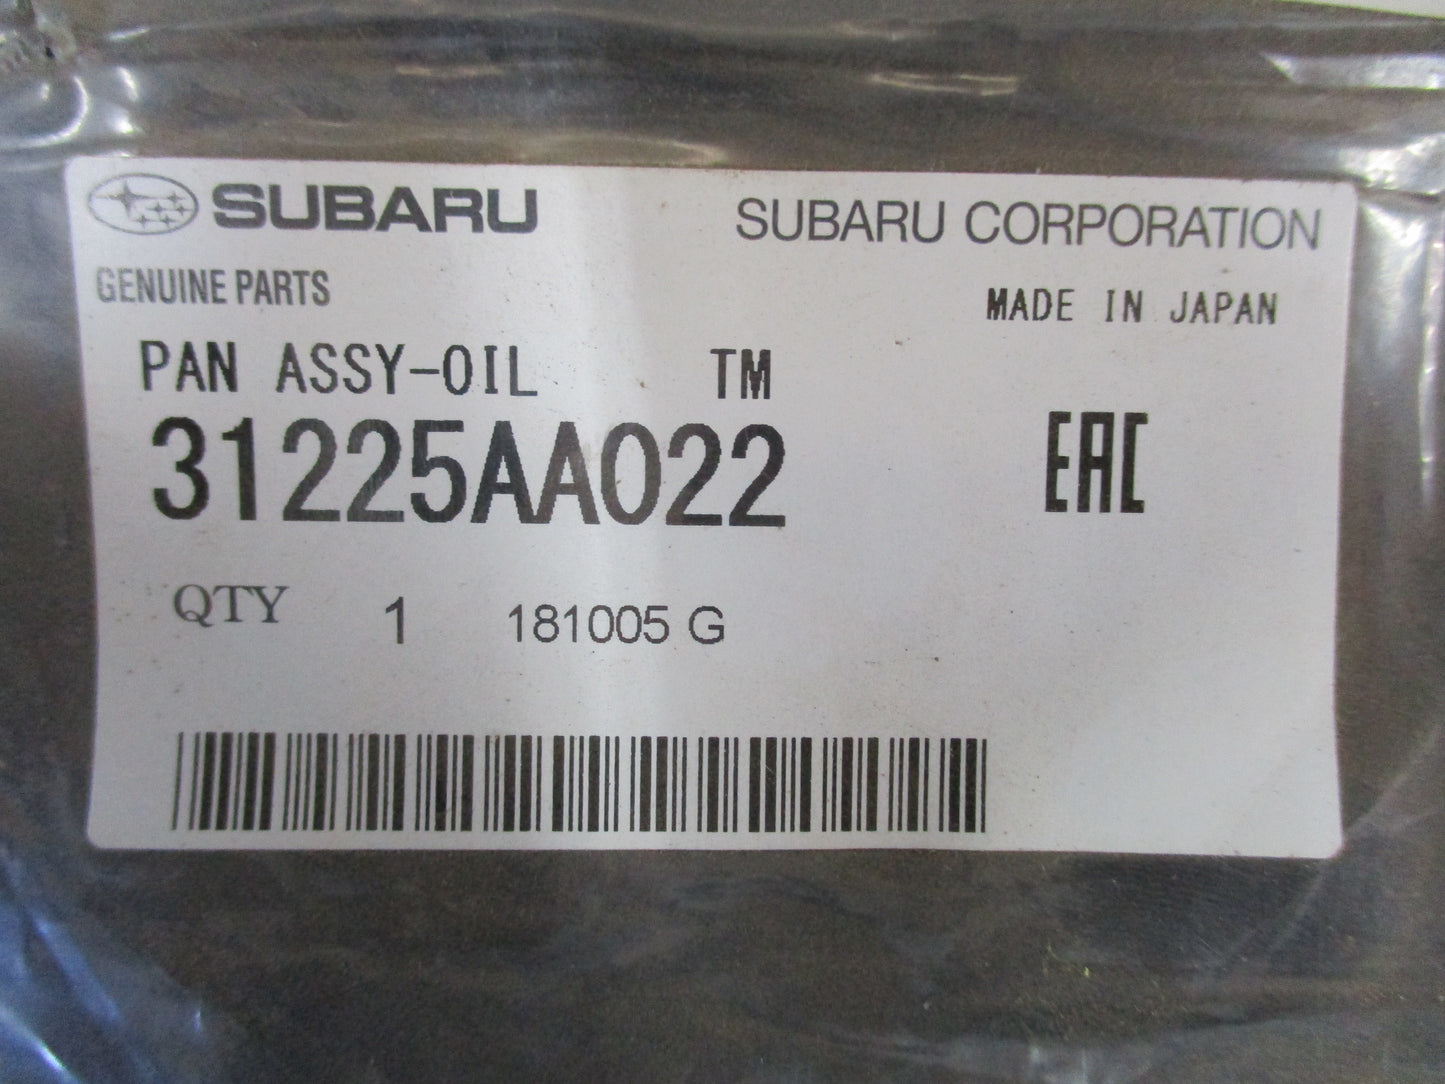 SUBARU SUBARU CORPORATION
GENUINE PARTS
MADE IN JAPAN
PAN ASSY-OIL TM
31225AA022
EAC
QTY 1 181005 G